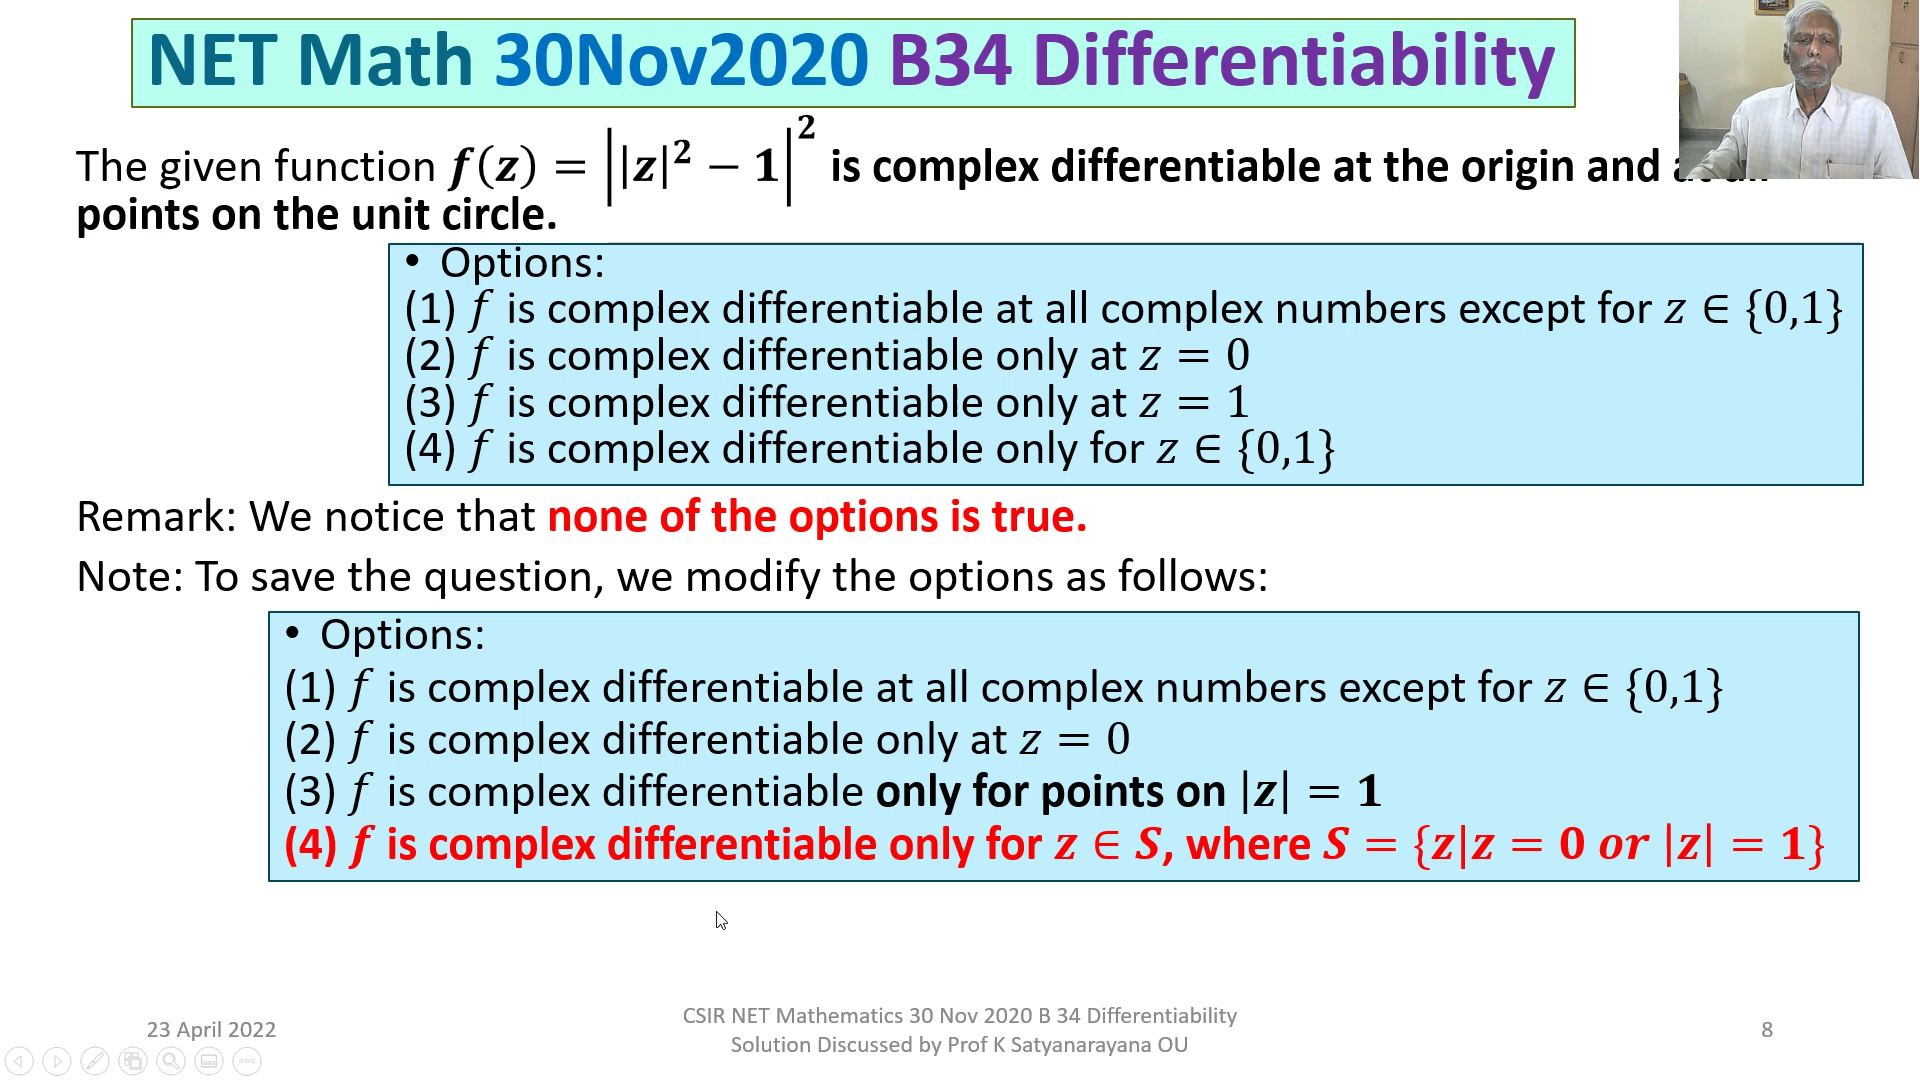 NET Math 30Nov2020 B34 Differentiability
The given function f(z) = ||z|² − 1|² is complex differentiable at the origin and
points on the unit circle.
• Options:
(1) f is complex differentiable at all complex numbers except for z ∈ {0,1}
(2) f is complex differentiable only at z = 0
(3) f is complex differentiable only at z = 1
(4) f is complex differentiable only for z ∈ {0,1}
Remark: We notice that none of the options is true.
Note: To save the question, we modify the options as follows:
• Options:
(1) f is complex differentiable at all complex numbers except for z ∈ {0,1}
(2) f is complex differentiable only at z = 0
(3) f is complex differentiable only for points on |z| = 1
(4) f is complex differentiable only for z ∈ S, where S = {z|z = 0 or |z| = 1}
23 April 2022
CSIR NET Mathematics 30 Nov 2020 B 34 Differentiability
Solution Discussed by Prof K Satyanarayana OU
8